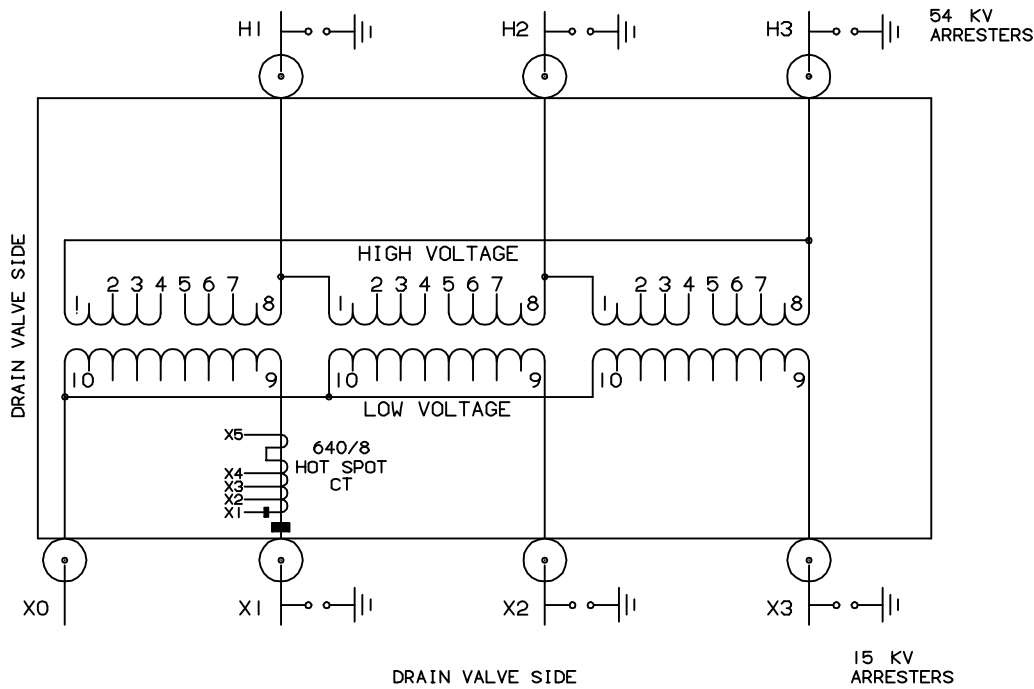 H1 H2 H3 54 KV
ARRESTERS
HIGH VOLTAGE
1 2 3 4 5 6 7 8 1 2 3 4 5 6 7 8 1 2 3 4 5 6 7 8
DRAIN VALVE SIDE
10 9 10 9 10 9
LOW VOLTAGE
X5 640/8
HOT SPOT
X4
CT
X3
X2
X1
X0 X1 X2 X3
15 KV
DRAIN VALVE SIDE ARRESTERS